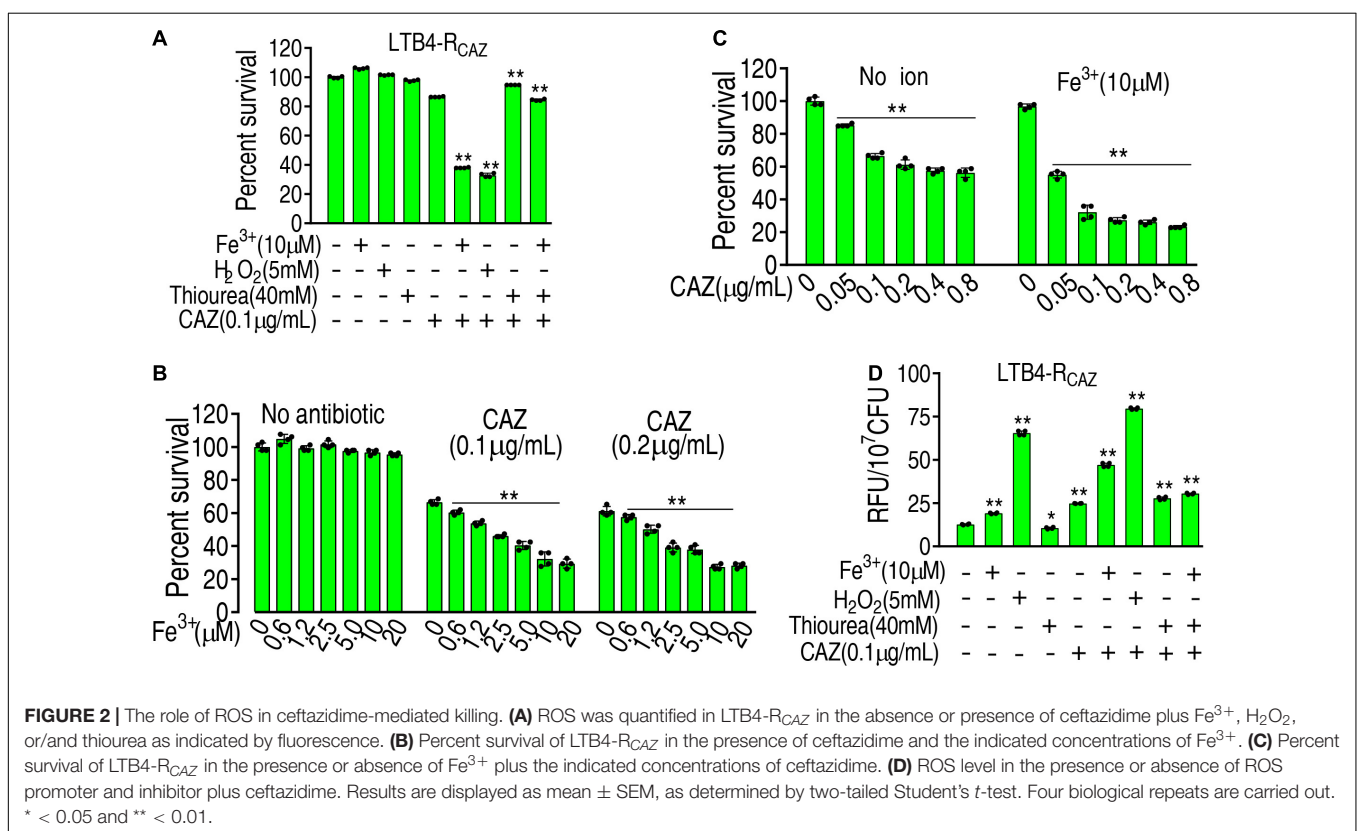 A
LTB4-RCAZ
Percent survival
120
100
80
60
40
20
0
** ** ** **
Fe3+(10μM) - + - - - + - - +
H2O2(5mM) - - + - - - + - -
Thiourea(40mM) - - - + - - - + +
CAZ(0.1μg/mL) - - - - + + + + +
C
No ion
Fe3+(10μM)
Percent survival
120
100
80
60
40
20
0
**
**
CAZ(μg/mL) 0 0.05 0.1 0.2 0.4 0.8 0 0.05 0.1 0.2 0.4 0.8
B
No antibiotic
CAZ
(0.1μg/mL)
CAZ
(0.2μg/mL)
Percent survival
120
100
80
60
40
20
0
**
**
Fe3+(μM) 0 0.6 1.2 2.5 5.0 10 20 0 0.6 1.2 2.5 5.0 10 20 0 0.6 1.2 2.5 5.0 10 20
D
LTB4-RCAZ
RFU/10⁷CFU
100
75
50
25
0
** ** * ** ** ** ** **
Fe3+(10μM) - + - - - + - - +
H2O2(5mM) - - + - - - + - -
Thiourea(40mM) - - - + - - - + +
CAZ(0.1μg/mL) - - - - + + + + +
FIGURE 2 | The role of ROS in ceftazidime-mediated killing. (A) ROS was quantified in LTB4-RCAZ in the absence or presence of ceftazidime plus Fe3+, H2O2,
or/and thiourea as indicated by fluorescence. (B) Percent survival of LTB4-RCAZ in the presence of ceftazidime and the indicated concentrations of Fe3+. (C) Percent
survival of LTB4-RCAZ in the presence or absence of Fe3+ plus the indicated concentrations of ceftazidime. (D) ROS level in the presence or absence of ROS
promoter and inhibitor plus ceftazidime. Results are displayed as mean ± SEM, as determined by two-tailed Student's t-test. Four biological repeats are carried out.
* < 0.05 and ** < 0.01.